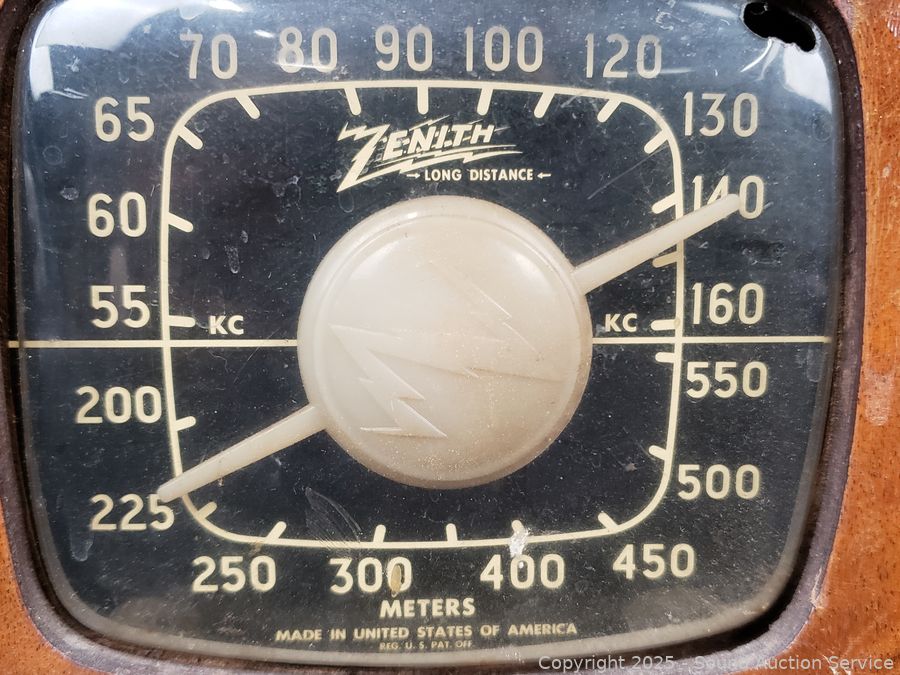 70 80 90 100 120
65 130
ZENITH
LONG DISTANCE
60 140
55 KC KC 160
200 550
225 500
250 300 400 450
METERS
MADE IN UNITED STATES OF AMERICA
REG. U. S. PAT. OFF.
Copyright 2025 - Sound Auction Service